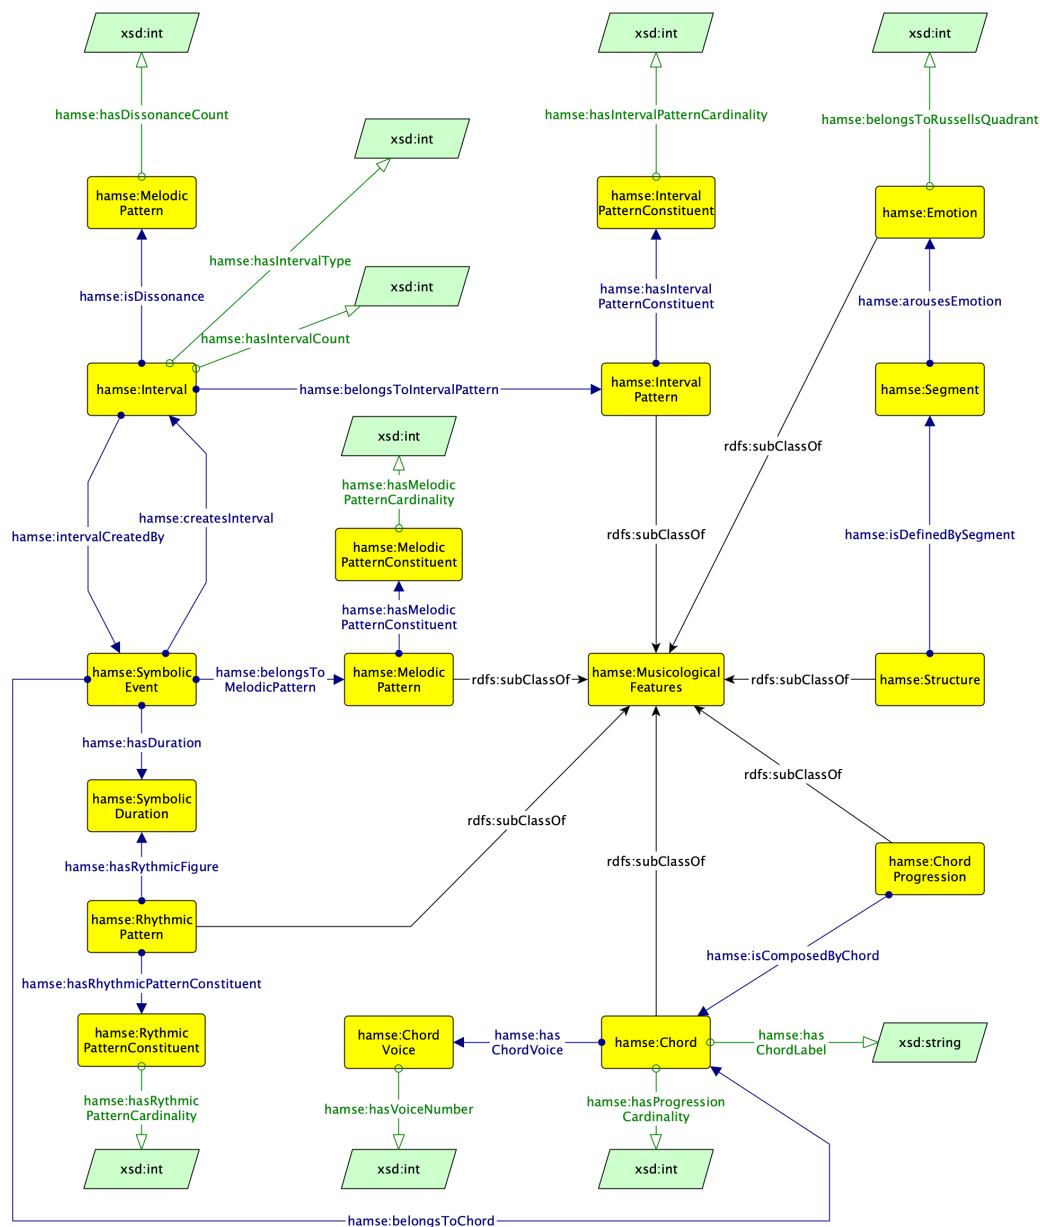 xsd:int
xsd:int
xsd:int
hamse:hasDissonanceCount
hamse:hasIntervalPatternCardinality
hamse:belongsToRussellsQuadrant
xsd:int
hamse:Melodic
Pattern
hamse:Interval
PatternConstituent
hamse:Emotion
hamse:hasIntervalType
xsd:int
hamse:isDissonance
hamse:hasInterval
PatternConstituent
hamse:arousesEmotion
hamse:hasIntervalCount
hamse:Interval
hamse:belongsToIntervalPattern
hamse:Interval
Pattern
hamse:Segment
xsd:int
rdfs:subClassOf
hamse:hasMelodic
PatternCardinality
hamse:createsInterval
hamse:intervalCreatedBy
rdfs:subClassOf
hamse:isDefinedBySegment
hamse:Melodic
PatternConstituent
hamse:hasMelodic
PatternConstituent
hamse:Symbolic
Event
hamse:belongsTo
MelodicPattern
hamse:Melodic
Pattern
rdfs:subClassOf
hamse:Musicological
Features
rdfs:subClassOf
hamse:Structure
hamse:hasDuration
rdfs:subClassOf
hamse:Symbolic
Duration
rdfs:subClassOf
hamse:hasRythmicFigure
rdfs:subClassOf
hamse:Chord
Progression
hamse:Rhythmic
Pattern
hamse:isComposedByChord
hamse:hasRhythmicPatternConstituent
hamse:Rythmic
PatternConstituent
hamse:Chord
Voice
hamse:has
ChordVoice
hamse:Chord
hamse:has
ChordLabel
xsd:string
hamse:hasRythmic
PatternCardinality
hamse:hasVoiceNumber
hamse:hasProgression
Cardinality
xsd:int
xsd:int
xsd:int
hamse:belongsToChord